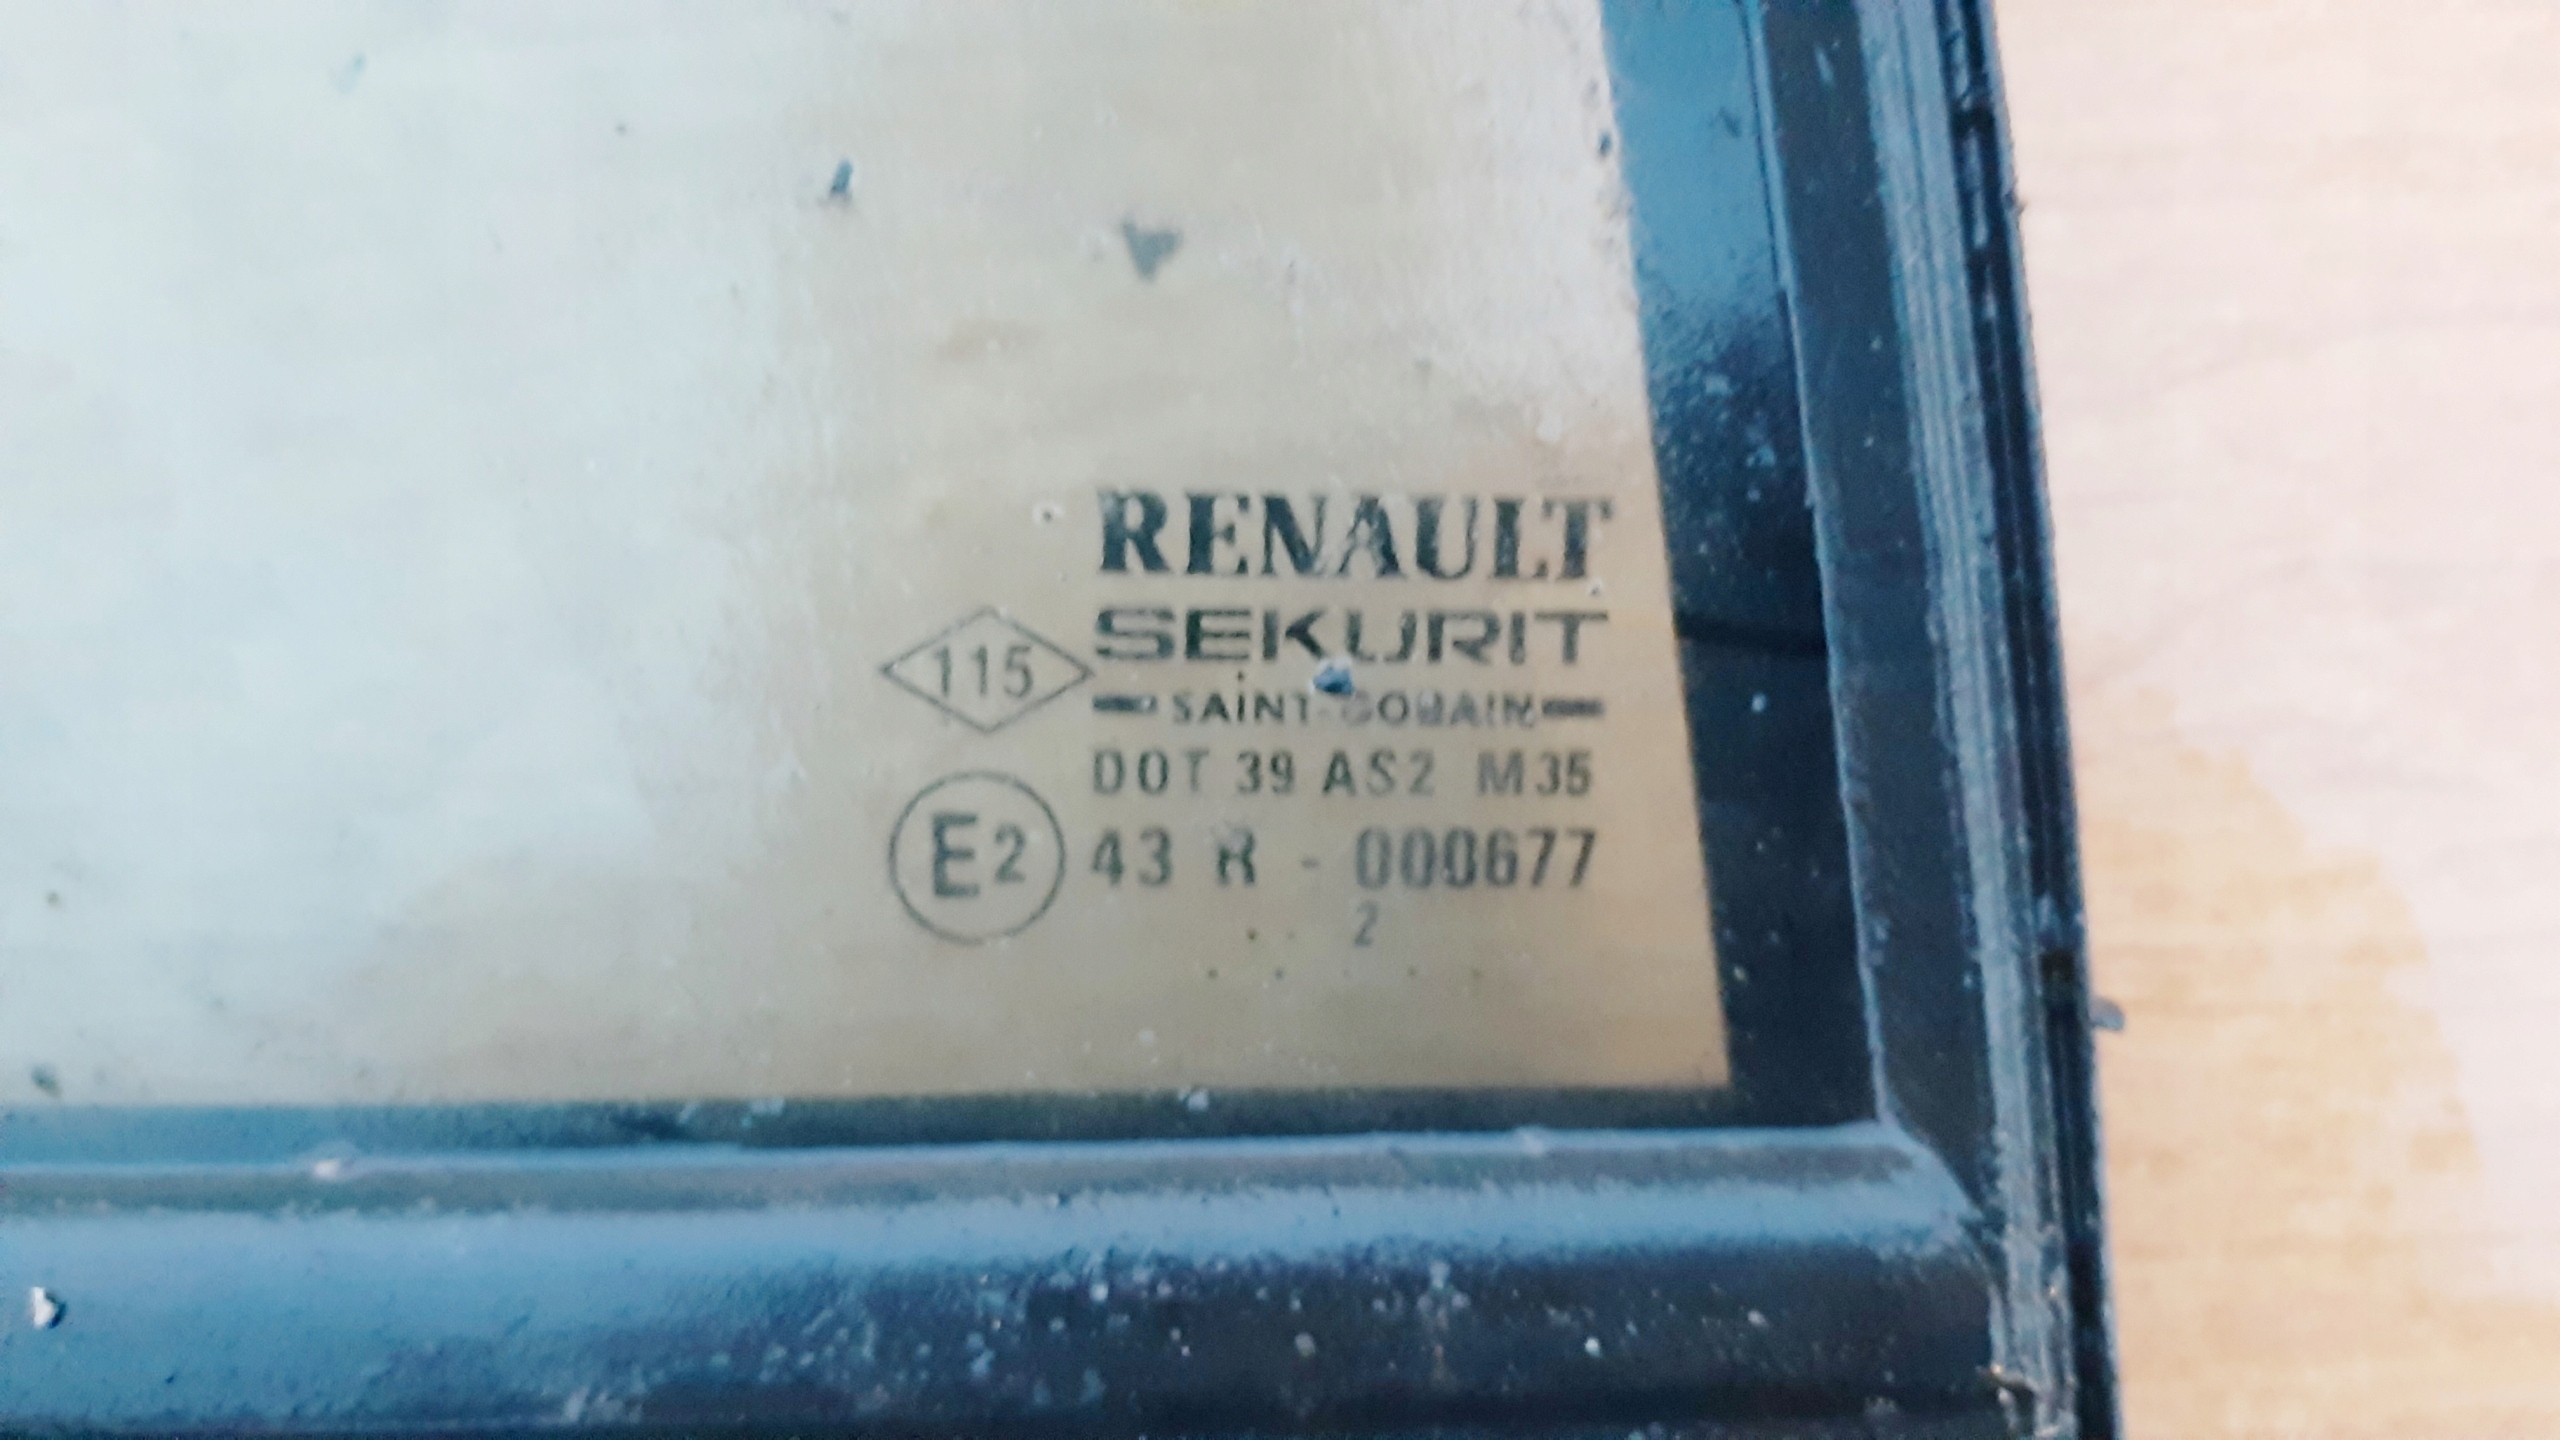 RENAULT
SEKURIT
115
SAiNT-GOBAIN
DOT 39 AS2 M35
E2 43 R - 000677
2